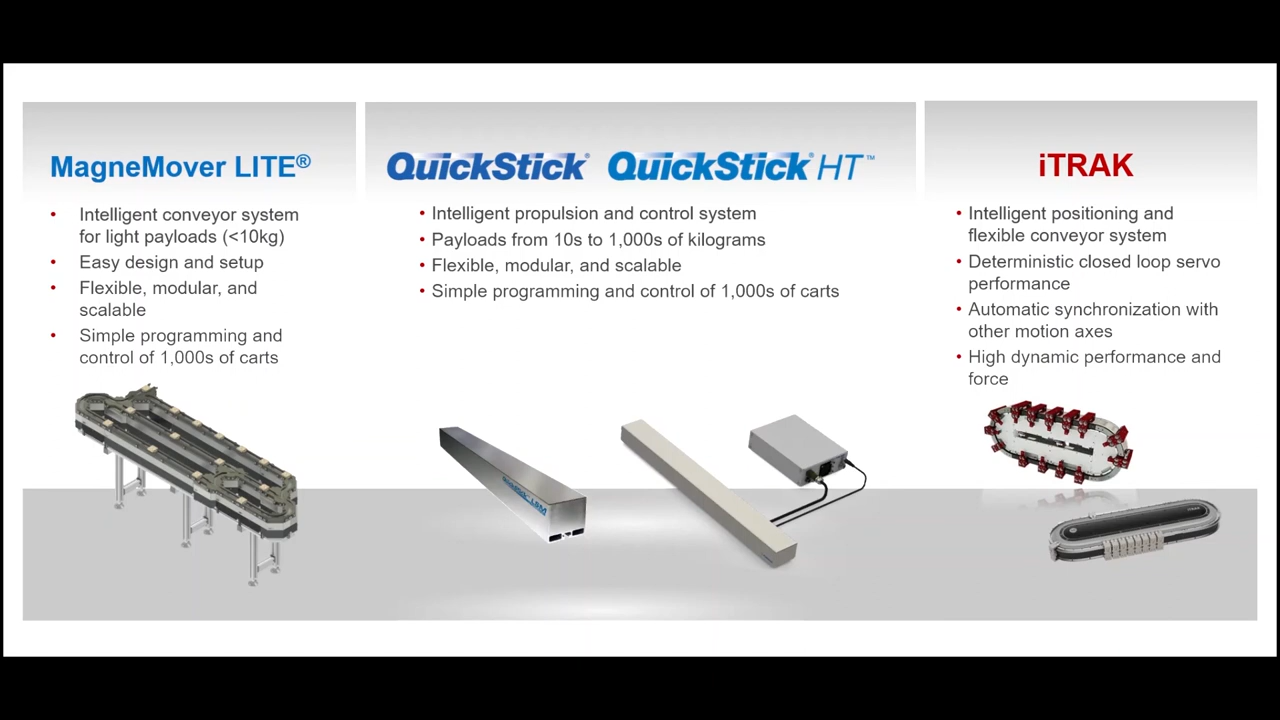 MagneMover LITE®
• Intelligent conveyor system
for light payloads (<10kg)
• Easy design and setup
• Flexible, modular, and
scalable
• Simple programming and
control of 1,000s of carts
QuickStick® QuickStick® HT™
• Intelligent propulsion and control system
• Payloads from 10s to 1,000s of kilograms
• Flexible, modular, and scalable
• Simple programming and control of 1,000s of carts
QuickStick LSM
iTRAK
• Intelligent positioning and
flexible conveyor system
• Deterministic closed loop servo
performance
• Automatic synchronization with
other motion axes
• High dynamic performance and
force